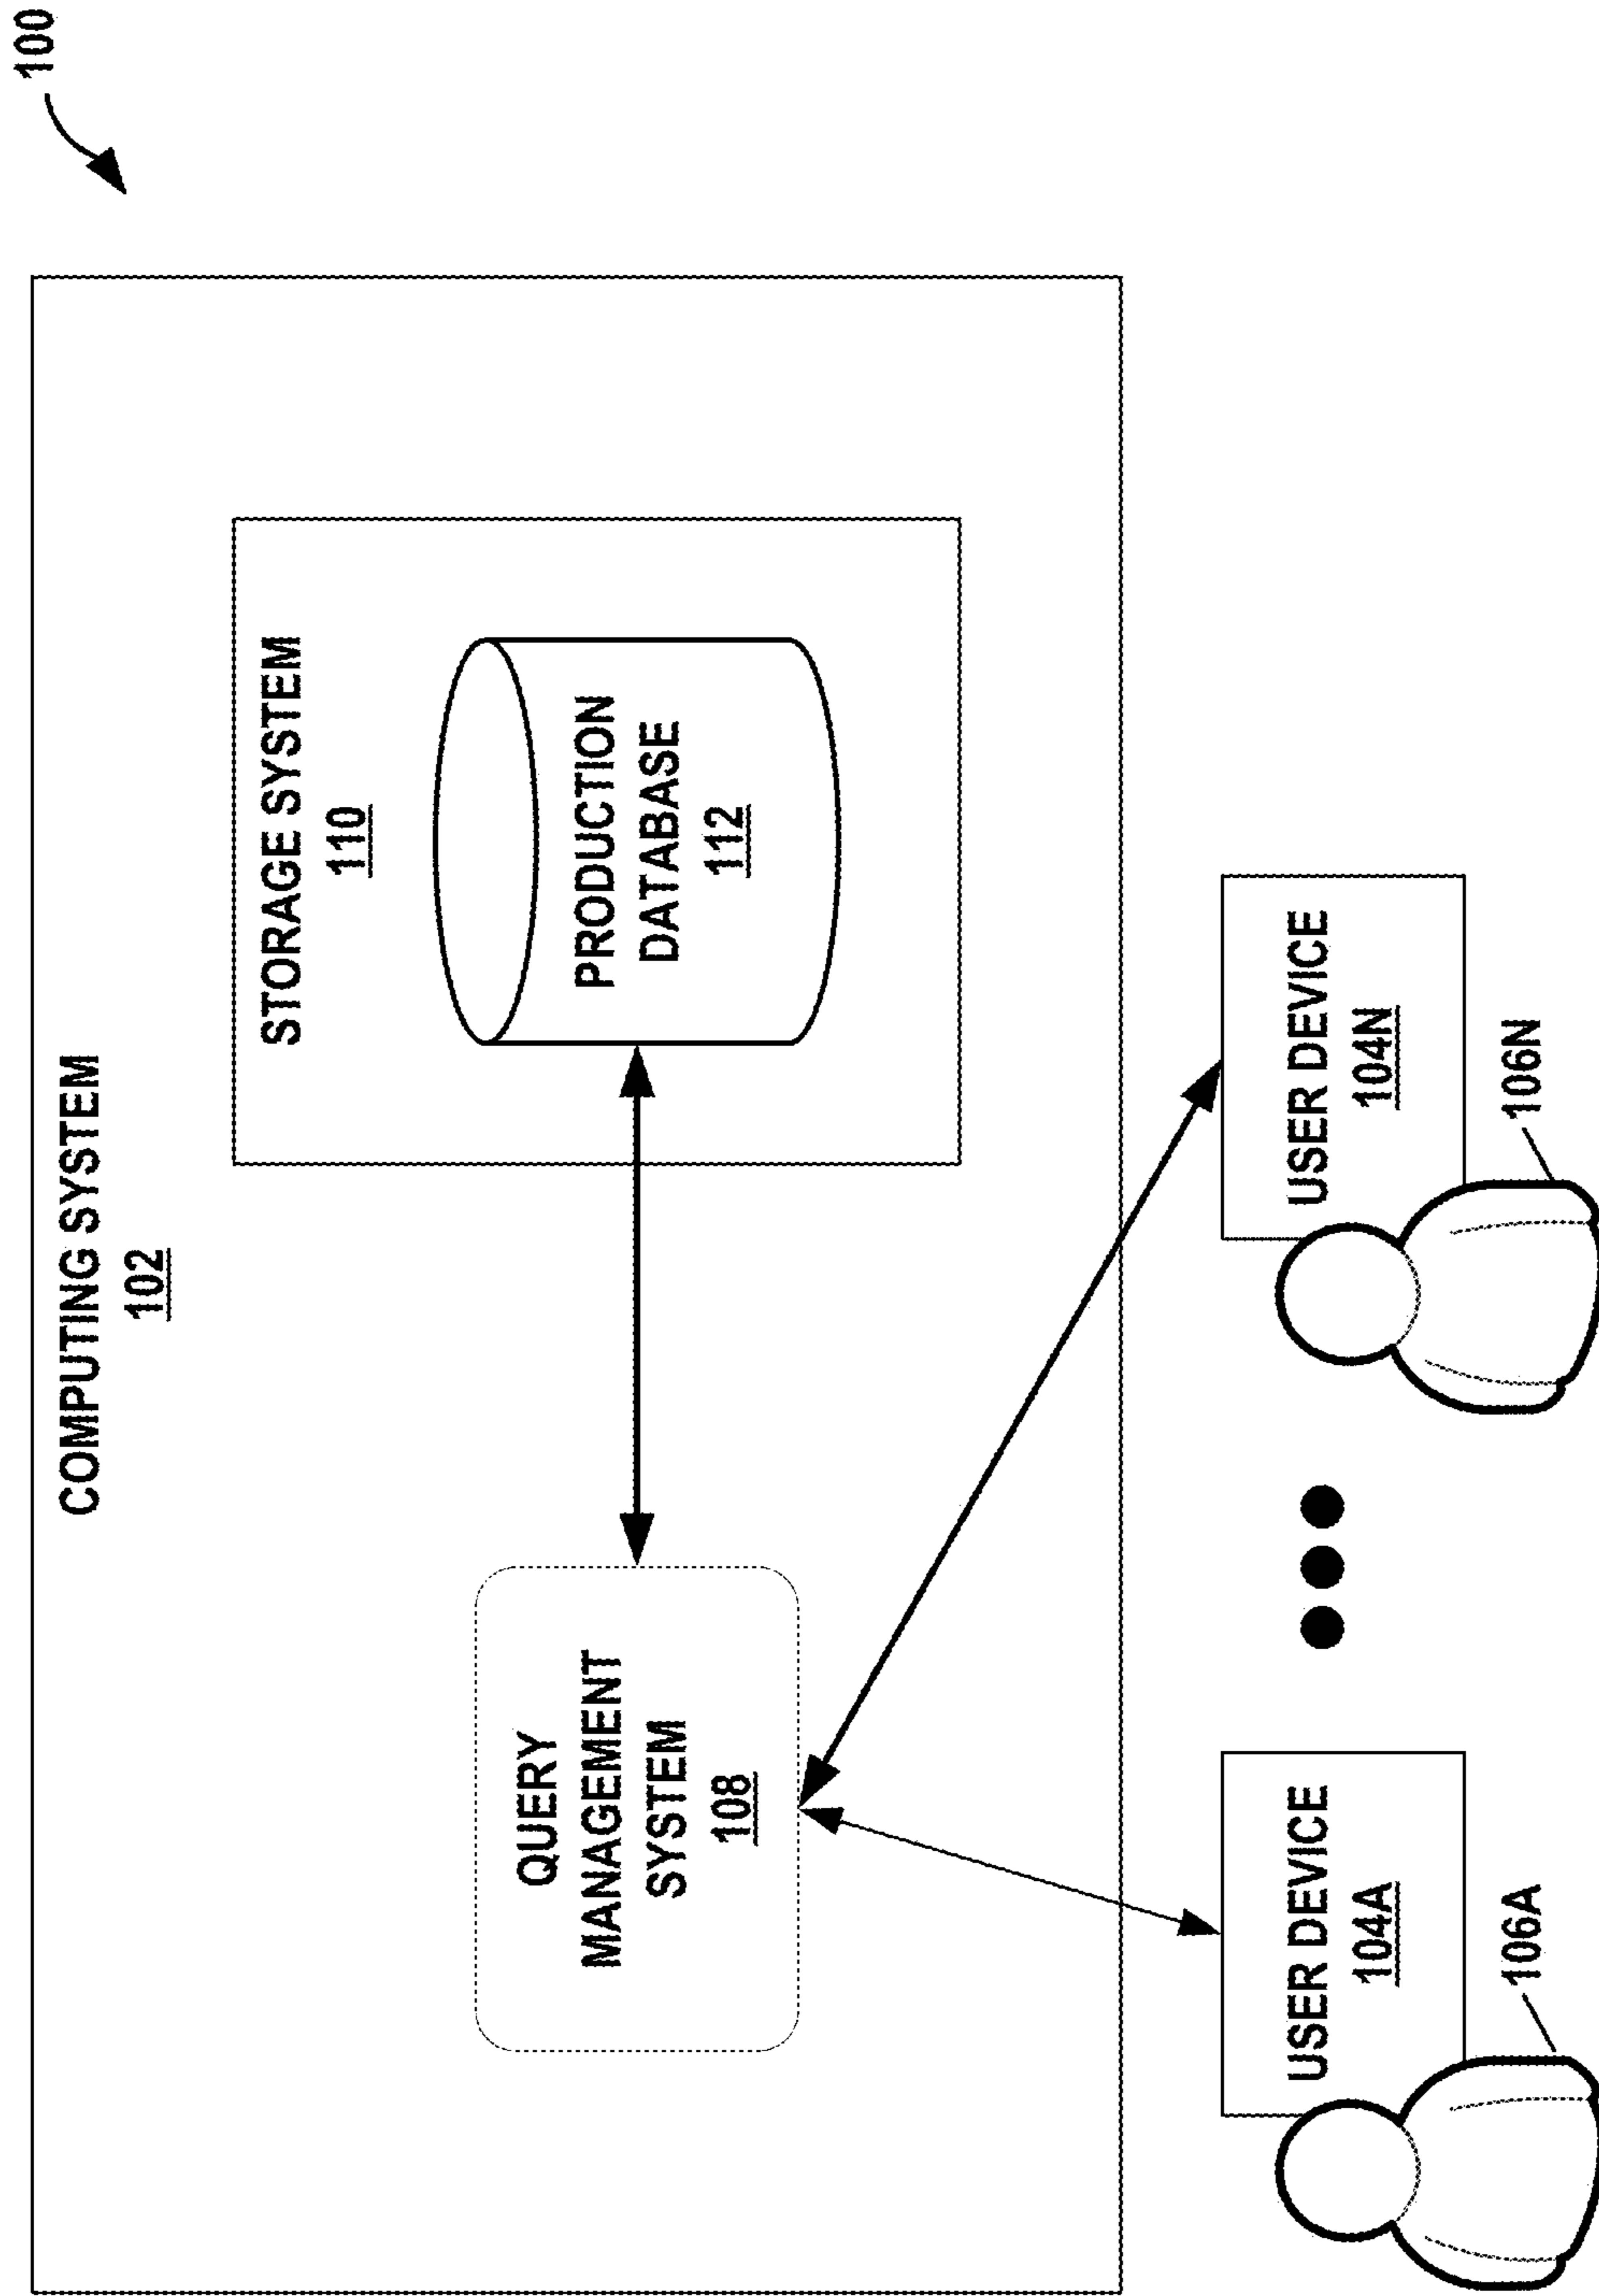 100
COMPUTING SYSTEM
102
STORAGE SYSTEM
110
PRODUCTION
DATABASE
112
QUERY
MANAGEMENT
SYSTEM
108
USER DEVICE
104A
106A
USER DEVICE
104N
106N